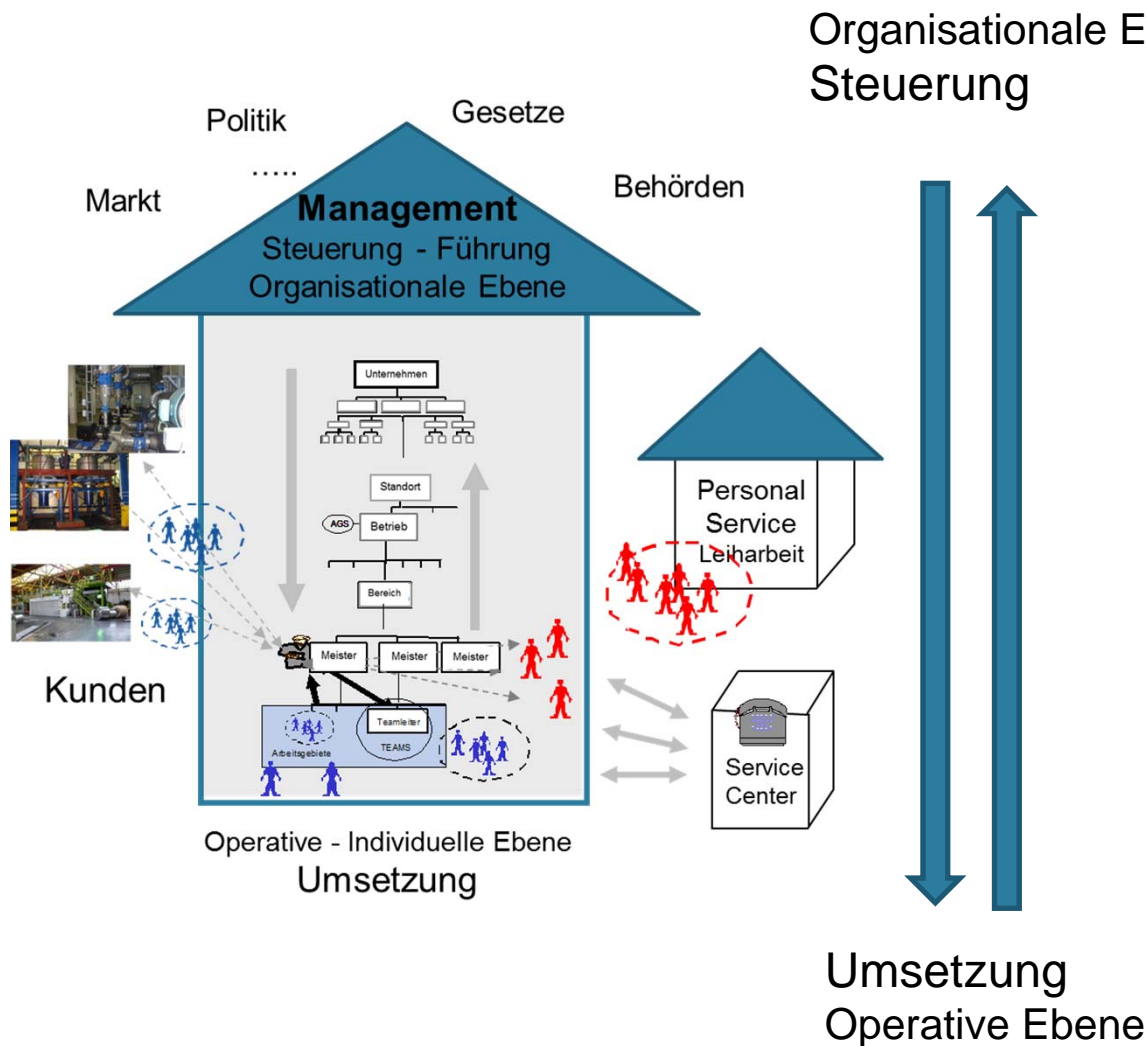 Organisationale E
Steuerung
Politik
Gesetze
.....
Markt
Behörden
Management
Steuerung - Führung
Organisationale Ebene
Unternehmen
Standort
AGS
Betrieb
Bereich
Meister
Meister
Meister
Teamleiter
Arbeitsgebiete
TEAMS
Kunden
Personal
Service
Leiharbeit
Service
Center
Operative - Individuelle Ebene
Umsetzung
Umsetzung
Operative Ebene